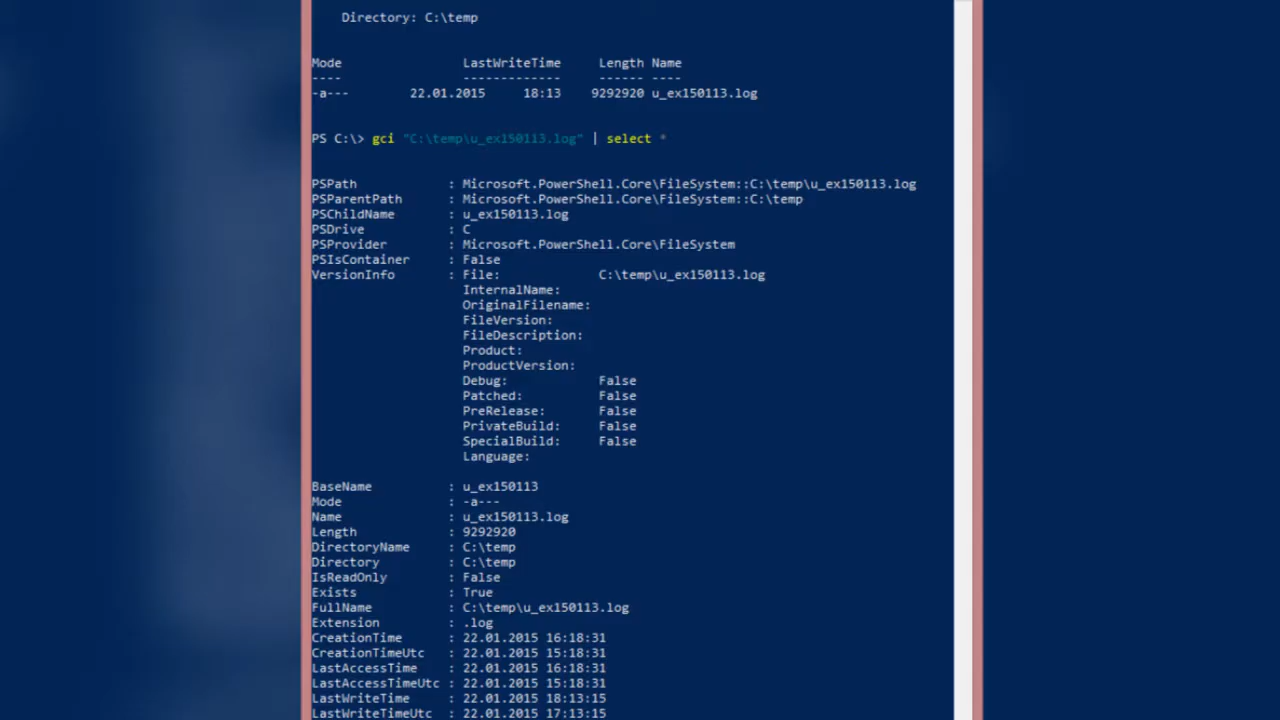 Directory: C:\temp
Mode LastWriteTime Length Name
---- ------------- ------ ----
-a--- 22.01.2015 18:13 9292920 u_ex150113.log
PS C:\> gci "C:\temp\u_ex150113.log" | select *
PSPath : Microsoft.PowerShell.Core\FileSystem::C:\temp\u_ex150113.log
PSParentPath : Microsoft.PowerShell.Core\FileSystem::C:\temp
PSChildName : u_ex150113.log
PSDrive : C
PSProvider : Microsoft.PowerShell.Core\FileSystem
PSIsContainer : False
VersionInfo : File: C:\temp\u_ex150113.log
InternalName:
OriginalFilename:
FileVersion:
FileDescription:
Product:
ProductVersion:
Debug: False
Patched: False
PreRelease: False
PrivateBuild: False
SpecialBuild: False
Language:
BaseName : u_ex150113
Mode : -a---
Name : u_ex150113.log
Length : 9292920
DirectoryName : C:\temp
Directory : C:\temp
IsReadOnly : False
Exists : True
FullName : C:\temp\u_ex150113.log
Extension : .log
CreationTime : 22.01.2015 16:18:31
CreationTimeUtc : 22.01.2015 15:18:31
LastAccessTime : 22.01.2015 16:18:31
LastAccessTimeUtc : 22.01.2015 15:18:31
LastWriteTime : 22.01.2015 18:13:15
LastWriteTimeUtc : 22.01.2015 17:13:15